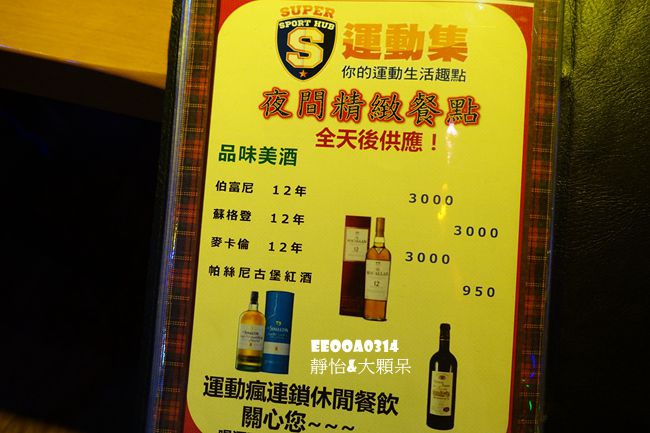 SUPER
SPORT HUB
S
運動集
你的運動生活趣點
夜間精緻餐點
全天後供應！
品味美酒
伯富尼 12年 3000
蘇格登 12年 3000
麥卡倫 12年 3000
帕絲尼古堡紅酒 950
MACALLAN
12
EEOOA0314
靜怡&大顆呆
運動瘋連鎖休閒餐飲
關心您~~~